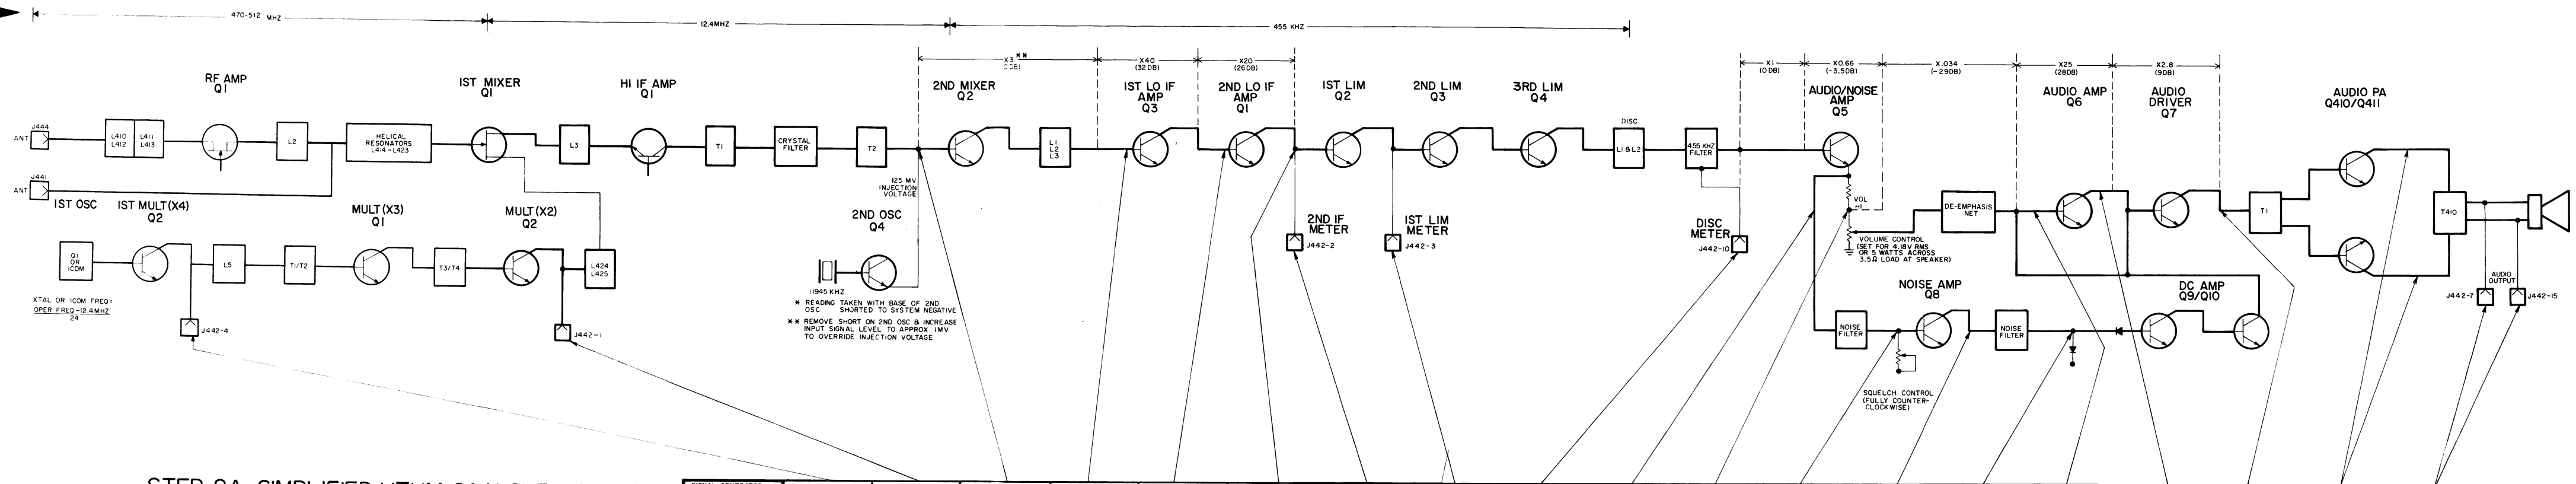 470-512 MHZ
12.4MHZ
455 KHZ
X3 **
X40
(32DB)
X20
(26DB)
X1
(0DB)
X0.66
(-3.5DB)
X.034
(-29DB)
X25
(28DB)
X2.8
(9DB)
RF AMP
Q1
1ST MIXER
Q1
HI IF AMP
Q1
2ND MIXER
Q2
1ST LO IF
AMP
Q3
2ND LO IF
AMP
Q1
1ST LIM
Q2
2ND LIM
Q3
3RD LIM
Q4
AUDIO/NOISE
AMP
Q5
AUDIO AMP
Q6
AUDIO
DRIVER
Q7
AUDIO PA
Q410/Q411
J444
ANT
L410
L412
L411
L413
L2
HELICAL
RESONATORS
L414-L423
L3
T1
CRYSTAL
FILTER
T2
L1
L2
L3
DISC
L1 & L2
455 KHZ
FILTER
J441
ANT
125 MV
INJECTION
VOLTAGE
VOL
HI
DE-EMPHASIS
NET
T1
T410
1ST OSC
1ST MULT(X4)
Q2
MULT(X3)
Q1
MULT(X2)
Q2
2ND OSC
Q4
2ND IF
METER
J442-2
1ST LIM
METER
J442-3
DISC
METER
J442-10
VOLUME CONTROL
(SET FOR 4.18V RMS
OR 5 WATTS ACROSS
3.5Ω LOAD AT SPEAKER)
Q1
OR
ICOM
L5
T1/T2
T3/T4
L424
L425
11945 KHZ
* READING TAKEN WITH BASE OF 2ND
OSC SHORTED TO SYSTEM NEGATIVE
** REMOVE SHORT ON 2ND OSC & INCREASE
INPUT SIGNAL LEVEL TO APPROX. 1MV
TO OVERRIDE INJECTION VOLTAGE
XTAL OR ICOM FREQ=
OPER FREQ-12.4MHZ
24
J442-4
J442-1
NOISE AMP
Q8
DC AMP
Q9/Q10
NOISE
FILTER
NOISE
FILTER
SQUELCH CONTROL
(FULLY COUNTER-
CLOCKWISE)
AUDIO
OUTPUT
J442-7
J442-15